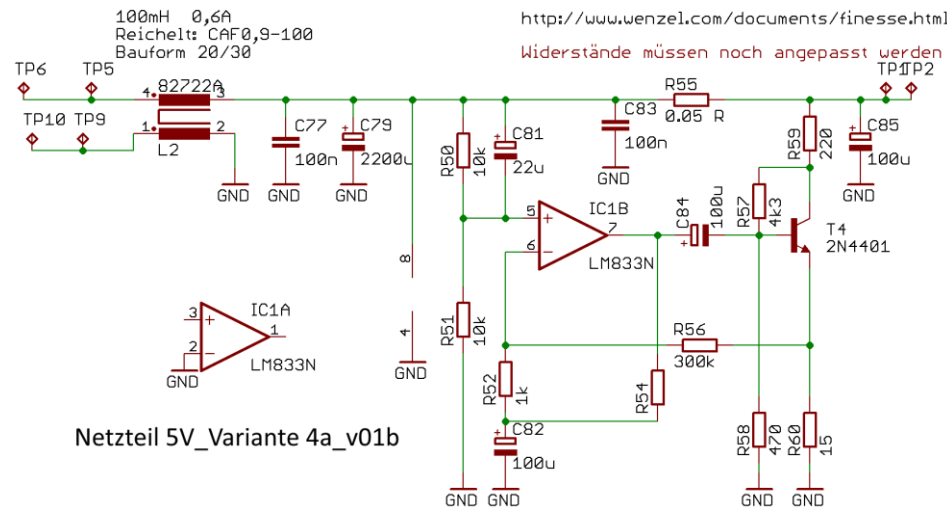 100mH 0,6A
Reichelt: CAF0,9-100
Bauform 20/30
http://www.wenzel.com/documents/finesse.html
Widerstände müssen noch angepasst werden
TP6
TP5
82722A
4
3
TP10
TP9
1
2
L2
GND
C77
100n
GND
C79
2200u
GND
R50
10k
C81
22u
C83
100n
GND
R55
0.05 R
TP1
TP2
R59
220
C85
100u
GND
R57
4k3
T4
2N4401
5
6
7
IC1B
LM833N
C84
100u
8
4
GND
R51
10k
GND
IC1A
3
2
1
LM833N
GND
R52
1k
C82
100u
GND
R54
R56
300k
R58
470
GND
R60
15
GND
Netzteil 5V_Variante 4a_v01b